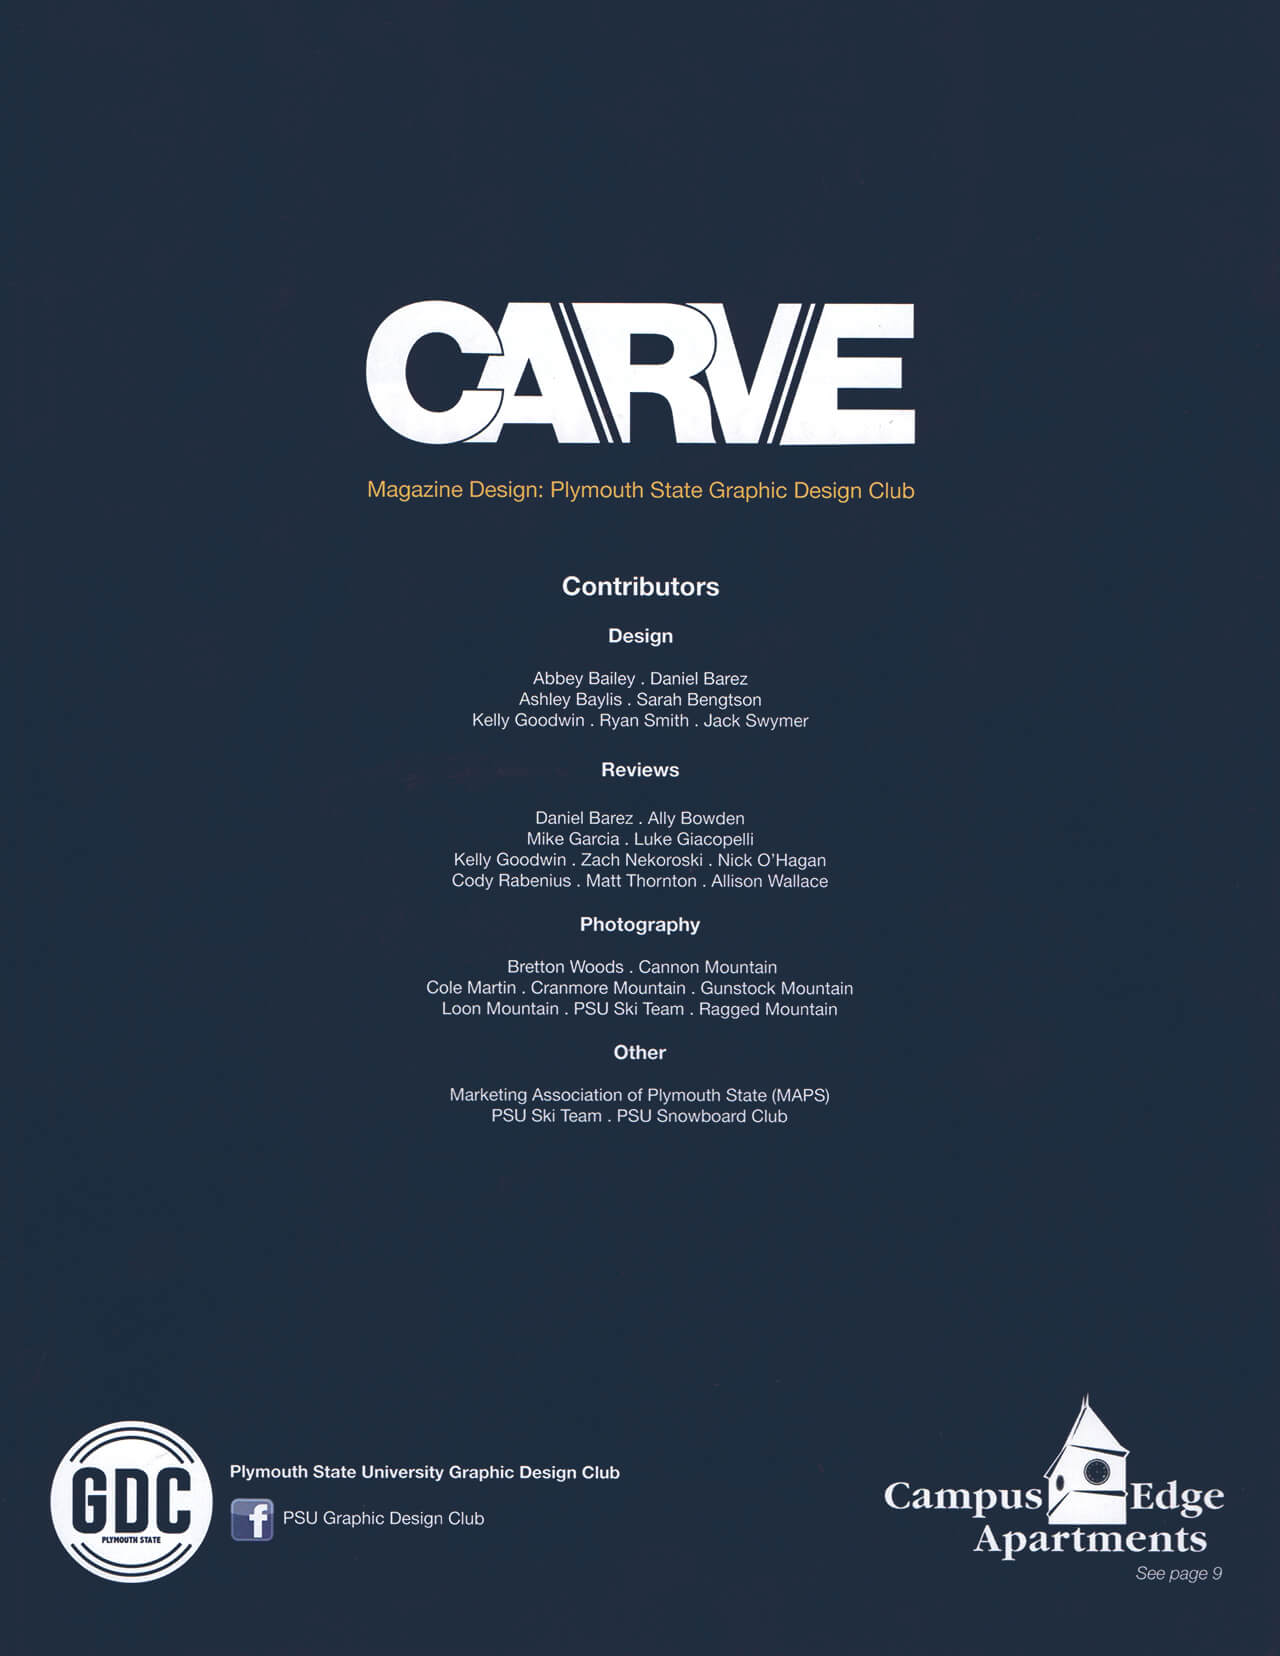 CARVE
Magazine Design: Plymouth State Graphic Design Club
Contributors
Design
Abbey Bailey . Daniel Barez
Ashley Baylis . Sarah Bengtson
Kelly Goodwin . Ryan Smith . Jack Swymer
Reviews
Daniel Barez . Ally Bowden
Mike Garcia . Luke Giacopelli
Kelly Goodwin . Zach Nekoroski . Nick O’Hagan
Cody Rabenius . Matt Thornton . Allison Wallace
Photography
Bretton Woods . Cannon Mountain
Cole Martin . Cranmore Mountain . Gunstock Mountain
Loon Mountain . PSU Ski Team . Ragged Mountain
Other
Marketing Association of Plymouth State (MAPS)
PSU Ski Team . PSU Snowboard Club
GDC
PLYMOUTH STATE
Plymouth State University Graphic Design Club
f PSU Graphic Design Club
Campus Edge
Apartments
See page 9